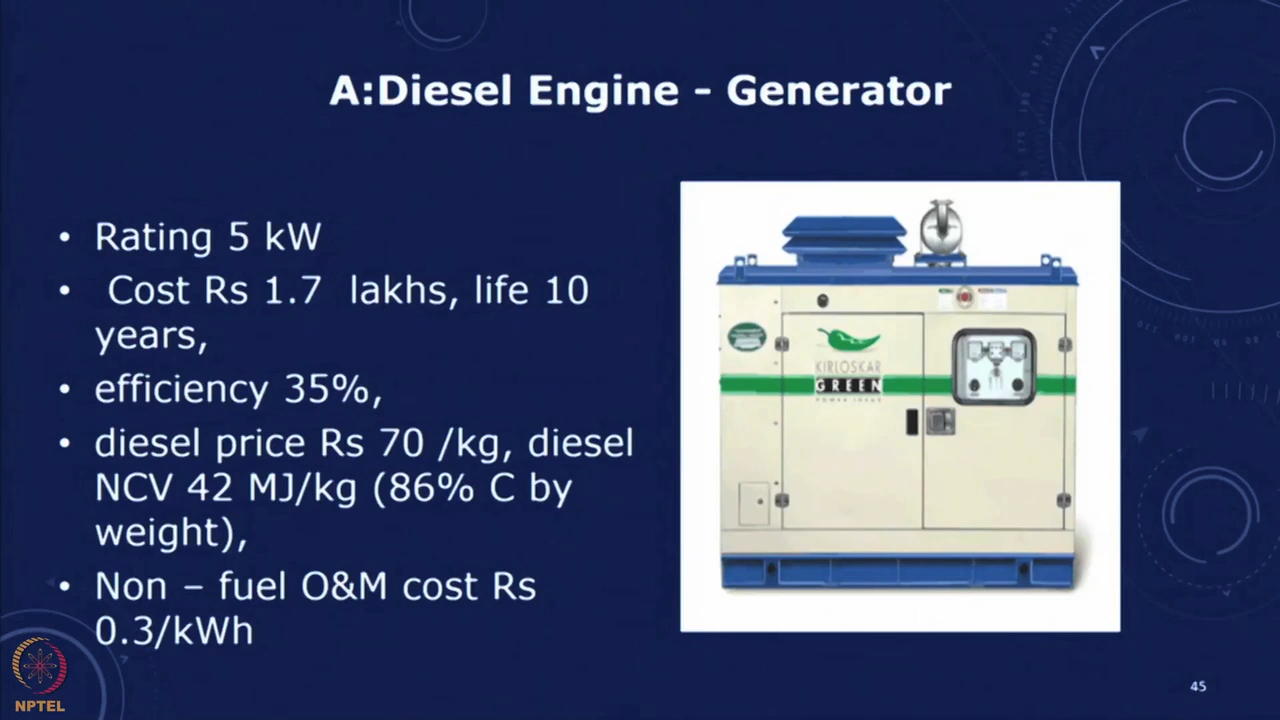 A:Diesel Engine - Generator
• Rating 5 kW
• Cost Rs 1.7 lakhs, life 10
years,
• efficiency 35%,
• diesel price Rs 70 /kg, diesel
NCV 42 MJ/kg (86% C by
weight),
• Non – fuel O&M cost Rs
0.3/kWh
KIRLOSKAR
GREEN
NPTEL
45